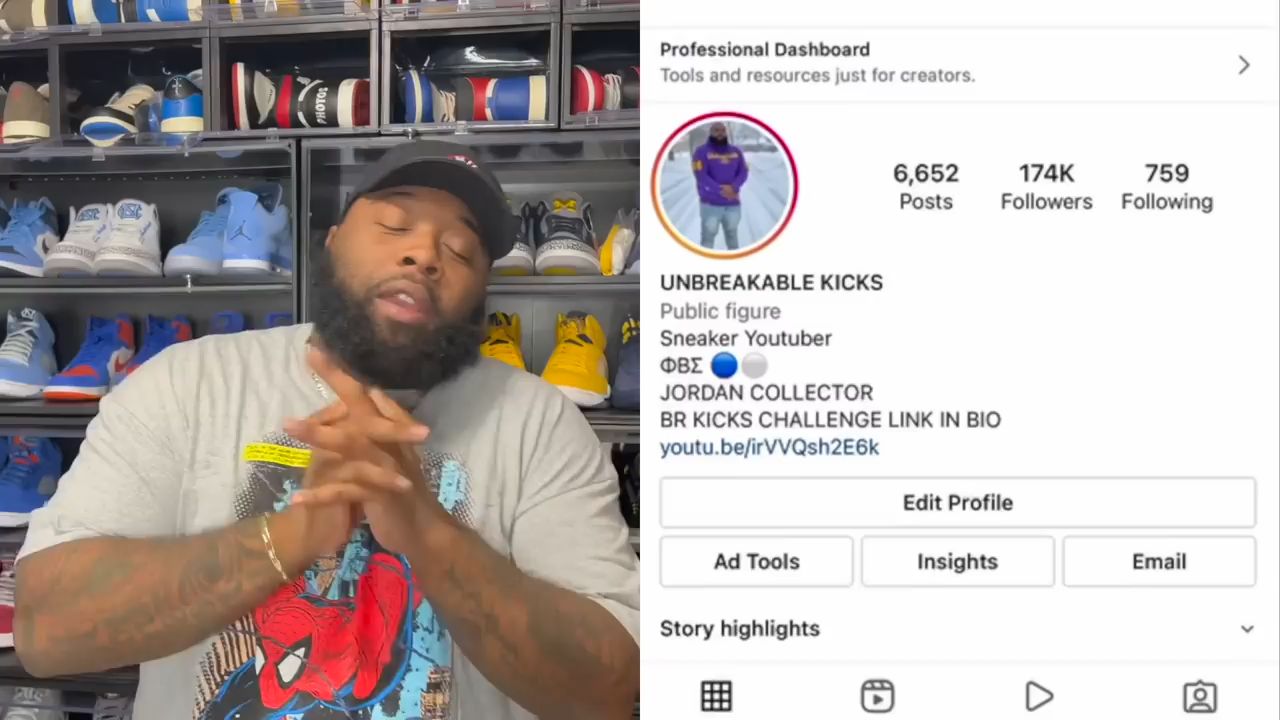 PHOTOS
Professional Dashboard
Tools and resources just for creators.
6,652
174K
759
Posts
Followers
Following
UNBREAKABLE KICKS
Public figure
Sneaker Youtuber
ΦΒΣ 🔵⚪
JORDAN COLLECTOR
BR KICKS CHALLENGE LINK IN BIO
youtu.be/irVVQsh2E6k
Edit Profile
Ad Tools
Insights
Email
Story highlights